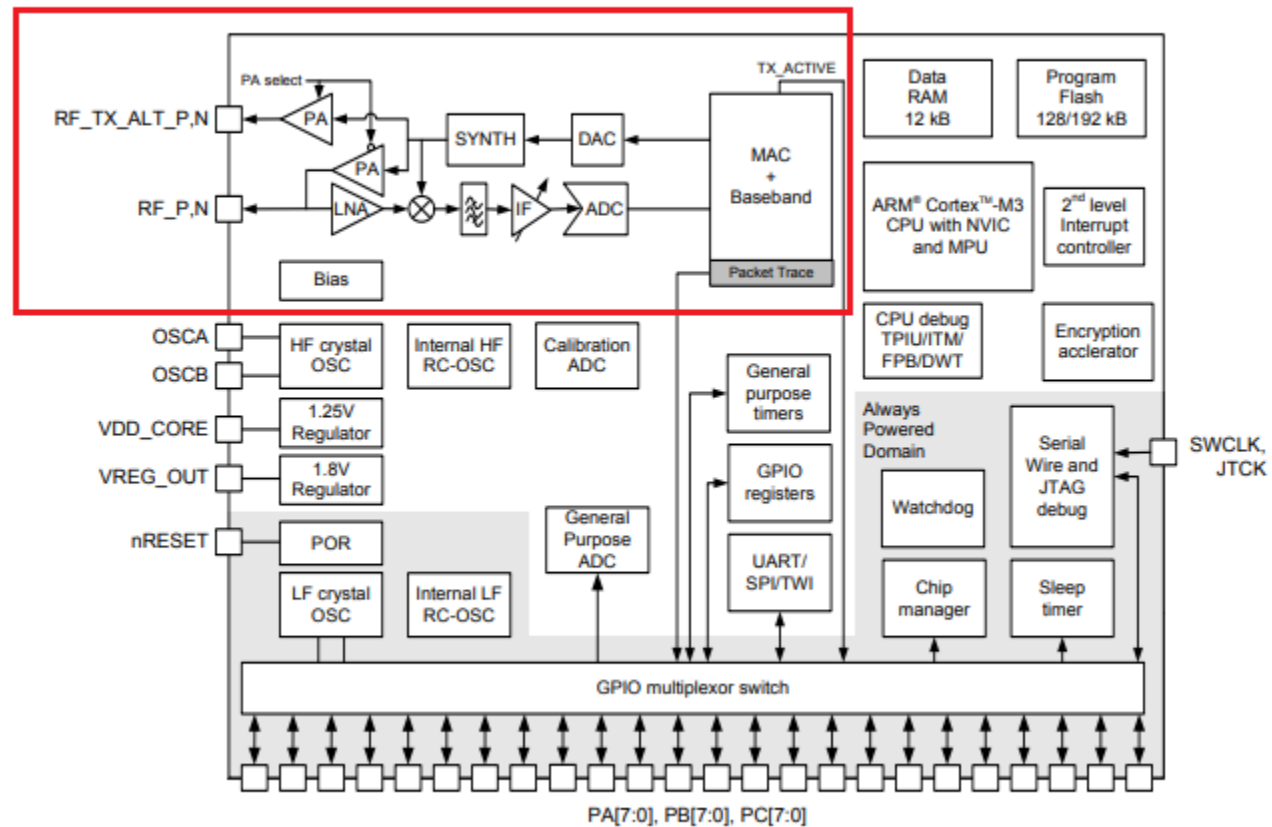 TX_ACTIVE
PA select
Data
RAM
12 kB
Program
Flash
128/192 kB
RF_TX_ALT_P,N
PA
SYNTH
DAC
MAC
+
Baseband
PA
RF_P,N
LNA
IF
ADC
ARM® Cortex™-M3
CPU with NVIC
and MPU
2nd level
Interrupt
controller
Bias
Packet Trace
OSCA
OSCB
HF crystal
OSC
Internal HF
RC-OSC
Calibration
ADC
CPU debug
TPIU/ITM/
FPB/DWT
Encryption
acclerator
General
purpose
timers
VDD_CORE
1.25V
Regulator
Always
Powered
Domain
Serial
Wire and
JTAG
debug
SWCLK,
JTCK
VREG_OUT
1.8V
Regulator
GPIO
registers
Watchdog
nRESET
POR
General
Purpose
ADC
UART/
SPI/TWI
LF crystal
OSC
Internal LF
RC-OSC
Chip
manager
Sleep
timer
GPIO multiplexor switch
PA[7:0], PB[7:0], PC[7:0]